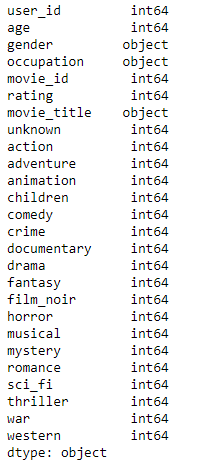 user_id int64
age int64
gender object
occupation object
movie_id int64
rating int64
movie_title object
unknown int64
action int64
adventure int64
animation int64
children int64
comedy int64
crime int64
documentary int64
drama int64
fantasy int64
film_noir int64
horror int64
musical int64
mystery int64
romance int64
sci_fi int64
thriller int64
war int64
western int64
dtype: object